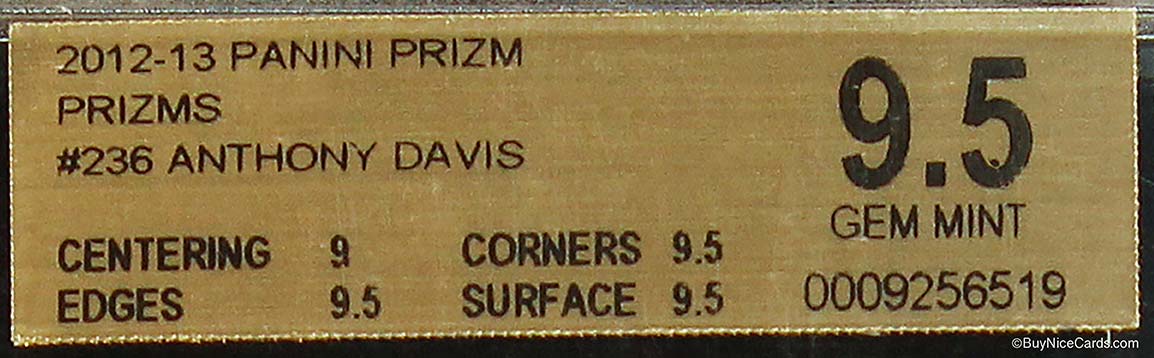 2012-13 PANINI PRIZM
PRIZMS
#236 ANTHONY DAVIS
9.5
GEM MINT
CENTERING 9 CORNERS 9.5
EDGES 9.5 SURFACE 9.5
0009256519
©BuyNiceCards.com